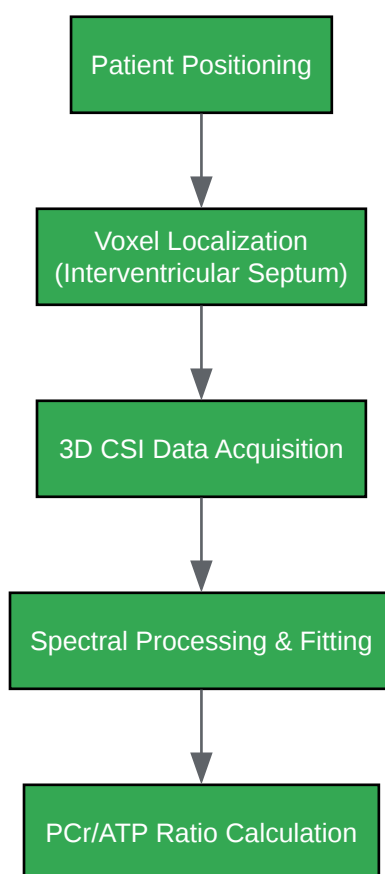 Patient Positioning
Voxel Localization
(Interventricular Septum)
3D CSI Data Acquisition
Spectral Processing & Fitting
PCr/ATP Ratio Calculation